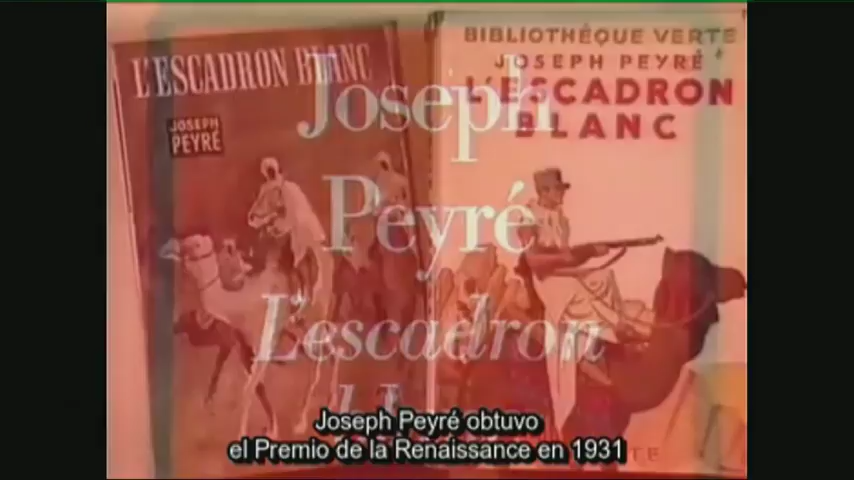 L'ESCADRON BLANC
JOSEPH
PEYRÉ
BIBLIOTHÈQUE VERTE
JOSEPH PEYRÉ
L'ESCADRON
BLANC
Joseph
Peyré
L'escadron
Joseph Peyré obtuvo
el Premio de la Renaissance en 1931